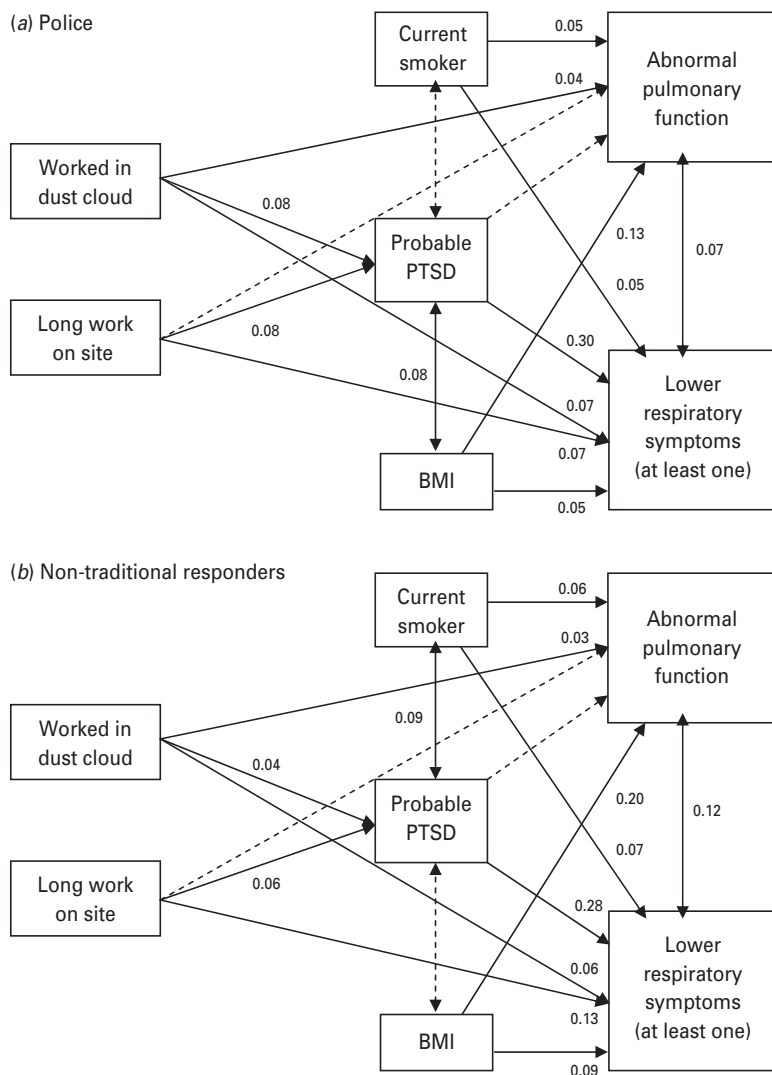 (a) Police
Current
smoker
0.05
Abnormal
pulmonary
function
0.04
Worked in
dust cloud
0.08
Probable
PTSD
0.13
0.07
0.05
Long work
on site
0.08
0.30
0.08
Lower
respiratory
symptoms
(at least one)
0.07
0.07
BMI
0.05
(b) Non-traditional responders
Current
smoker
0.06
Abnormal
pulmonary
function
0.03
0.09
Worked in
dust cloud
0.04
Probable
PTSD
0.20
0.12
0.07
Long work
on site
0.06
0.28
Lower
respiratory
symptoms
(at least one)
0.06
0.13
BMI
0.09